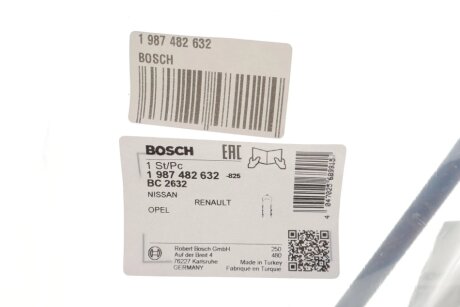 1 987 482 632
BOSCH
BOSCH
EAC
1 St/Pc
1 987 482 632 -825
BC 2632
NISSAN
RENAULT
OPEL
Robert Bosch GmbH
Auf der Breit 4
76227 Karlsruhe
GERMANY
250
480
Made in Turkey
Fabriqué en Turquie